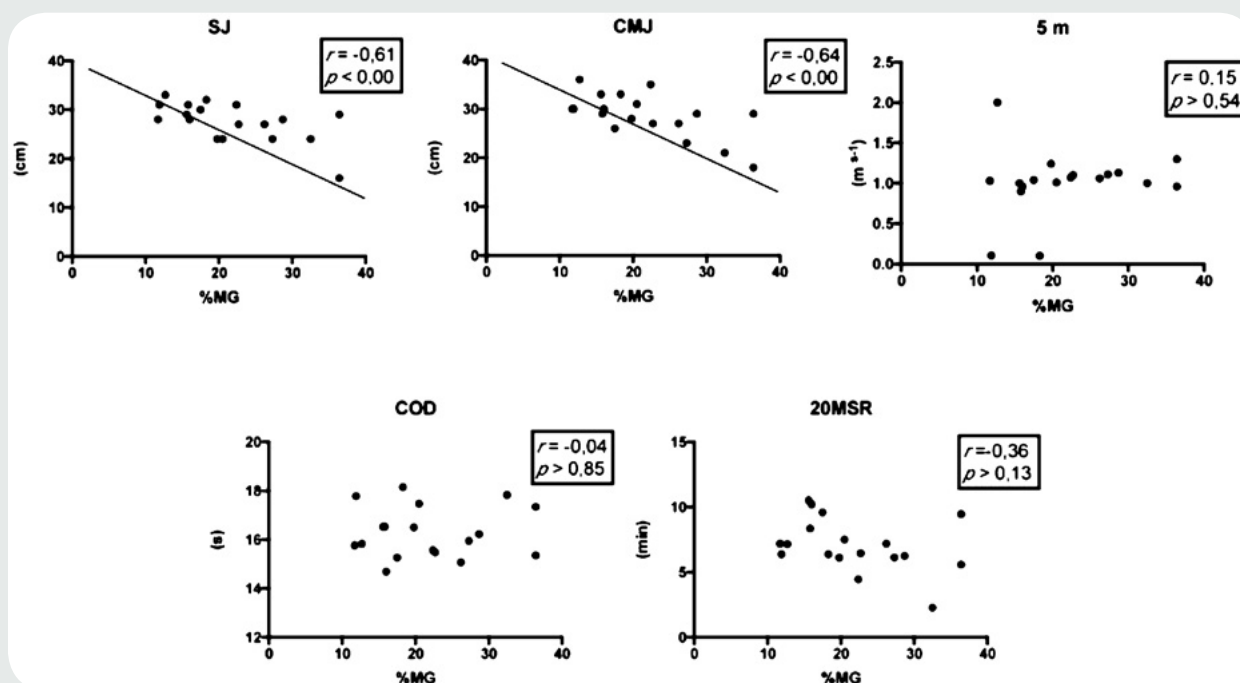 SJ
r = -0,61
p < 0,00
40
30
20
10
0
(cm)
0 10 20 30 40
%MG
CMJ
r = -0,64
p < 0,00
40
30
20
10
0
(cm)
0 10 20 30 40
%MG
5 m
r = 0.15
p > 0,54
2.5
2.0
1.5
1.0
0.5
0.0
(m s-1)
0 10 20 30 40
%MG
COD
r = -0,04
p > 0,85
20
18
16
14
12
(s)
0 10 20 30 40
%MG
20MSR
r=-0,36
p > 0,13
15
10
5
0
(min)
0 10 20 30 40
%MG